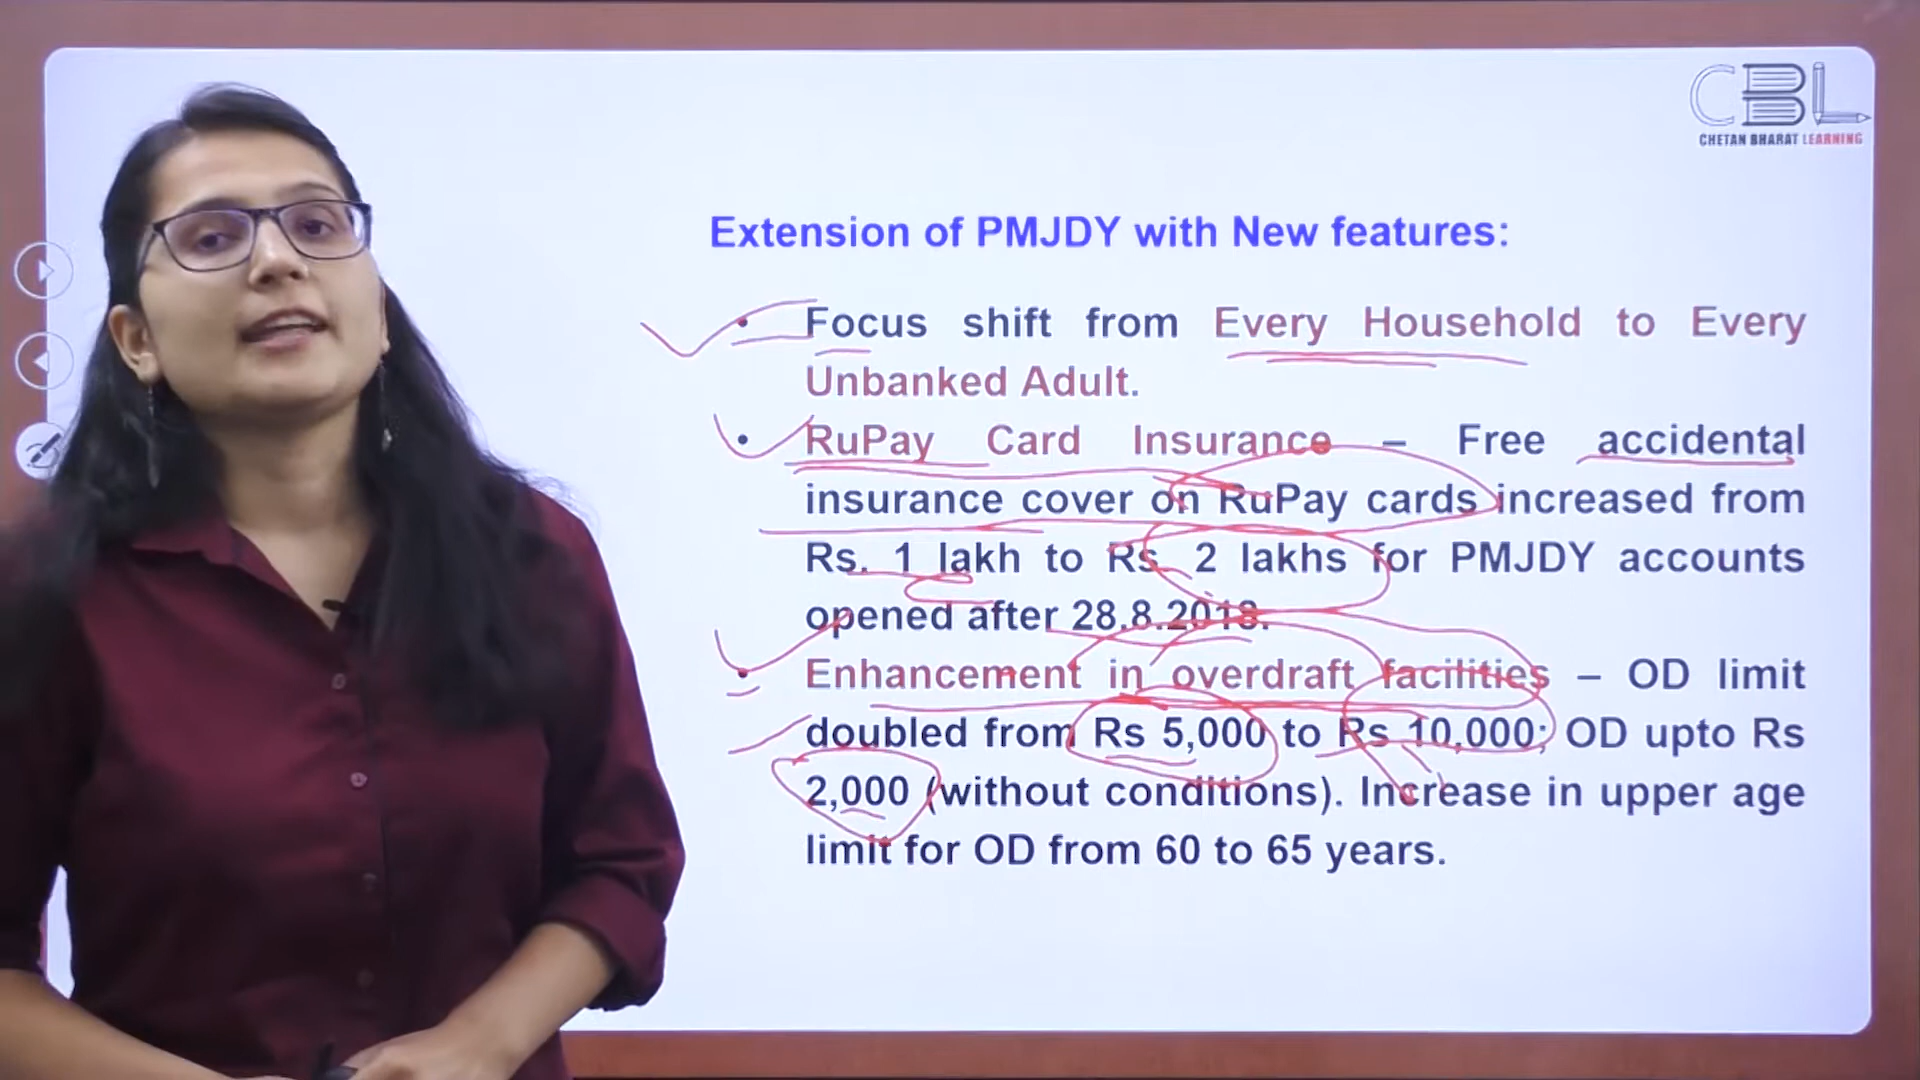 CBL
CHETAN BHARAT LEARNING
Extension of PMJDY with New features:
• Focus shift from Every Household to Every
Unbanked Adult.
• RuPay Card Insurance – Free accidental
insurance cover on RuPay cards increased from
Rs. 1 lakh to Rs. 2 lakhs for PMJDY accounts
opened after 28.8.2018.
• Enhancement in overdraft facilities – OD limit
doubled from Rs 5,000 to Rs 10,000; OD upto Rs
2,000 (without conditions). Increase in upper age
limit for OD from 60 to 65 years.